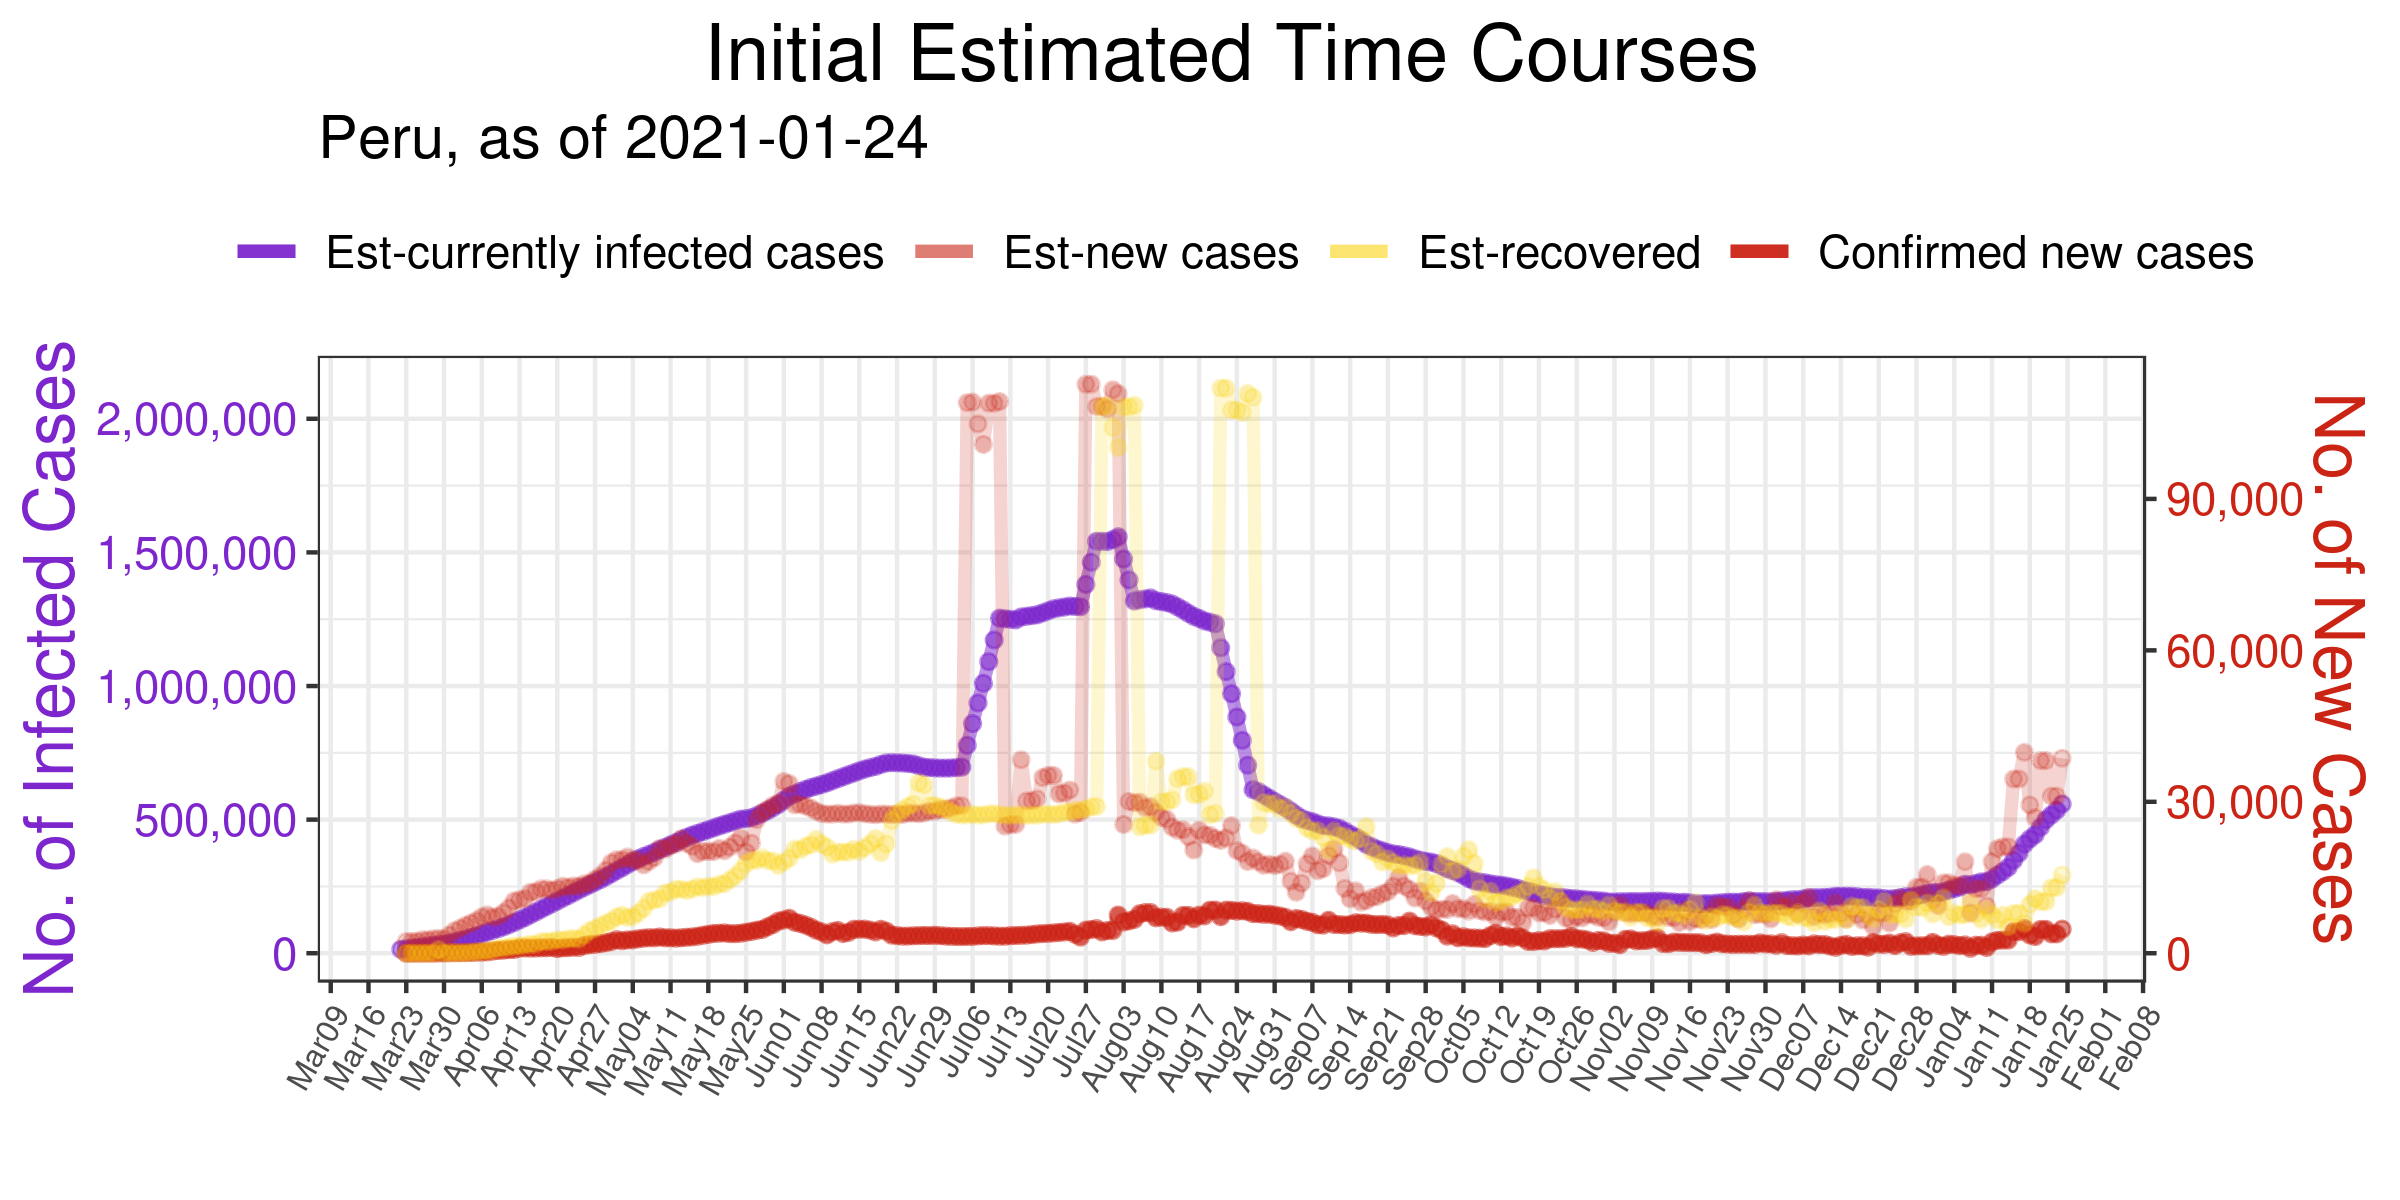 Initial Estimated Time Courses
Peru, as of 2021-01-24
Est-currently infected cases
Est-new cases
Est-recovered
Confirmed new cases
No. of Infected Cases
2,000,000
1,500,000
1,000,000
500,000
0
No. of New Cases
90,000
60,000
30,000
0
Mar09
Mar16
Mar23
Mar30
Apr06
Apr13
Apr20
Apr27
May04
May11
May18
May25
Jun01
Jun08
Jun15
Jun22
Jun29
Jul06
Jul13
Jul20
Jul27
Aug03
Aug10
Aug17
Aug24
Aug31
Sep07
Sep14
Sep21
Sep28
Oct05
Oct12
Oct19
Oct26
Nov02
Nov09
Nov16
Nov23
Nov30
Dec07
Dec14
Dec21
Dec28
Jan04
Jan11
Jan18
Jan25
Feb01
Feb08